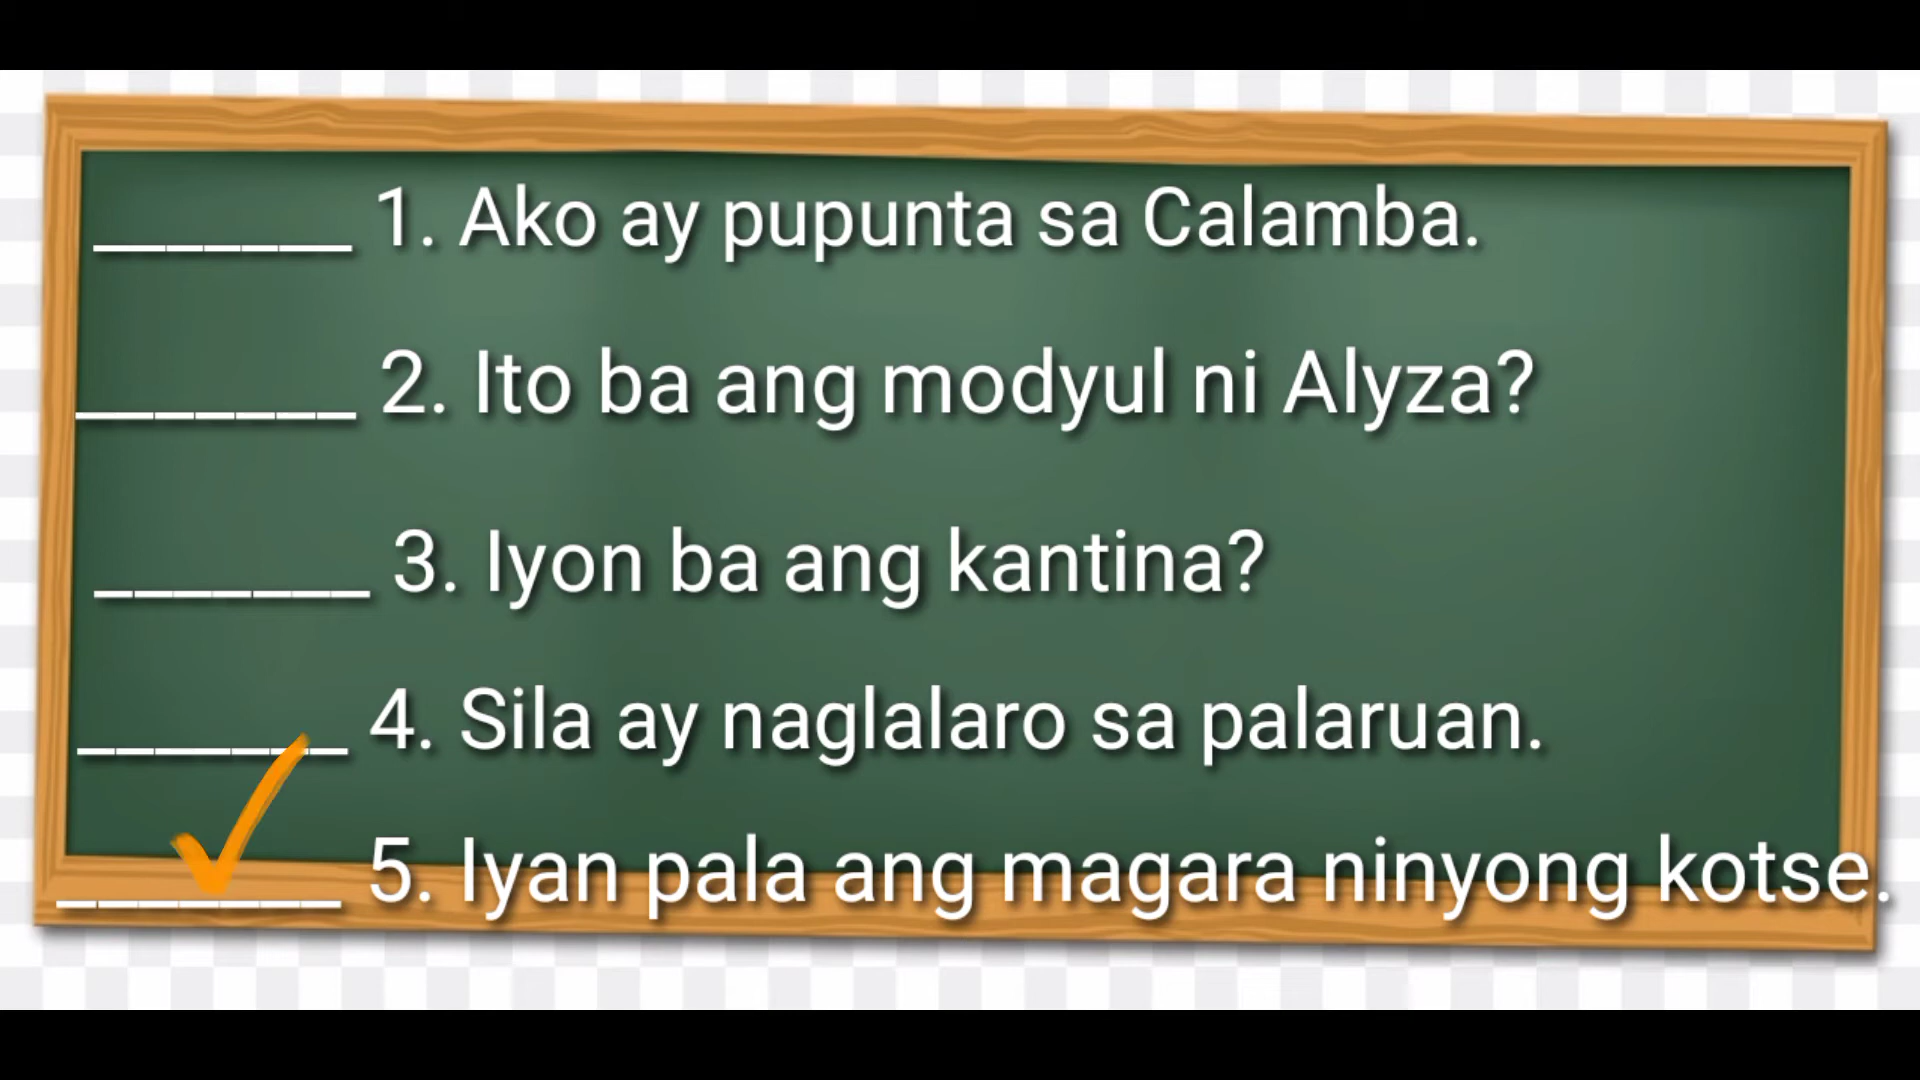 _______ 1. Ako ay pupunta sa Calamba.
_______ 2. Ito ba ang modyul ni Alyza?
_______ 3. Iyon ba ang kantina?
_______ 4. Sila ay naglalaro sa palaruan.
_______ 5. Iyan pala ang magara ninyong kotse.